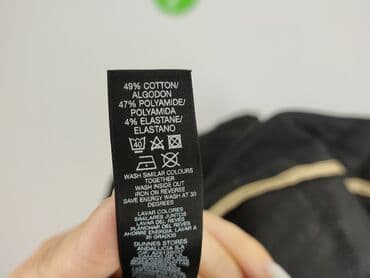 49% COTTON/
ALGODON
47% POLYAMIDE/
POLYAMIDA
4% ELASTANE/
ELASTANO
40
WASH SIMILAR COLOURS
TOGETHER
WASH INSIDE OUT
IRON ON REVERSE
SAVE ENERGY WASH AT 30
DEGREES
LAVAR COLORES
SIMILARES JUNTOS
LAVAR DEL REVES
PLANCHAR DEL REVES
AHORRE ENERGIA. LAVAR A
30 GRADOS
DUNNES STORES
ANDALUCIA S.A